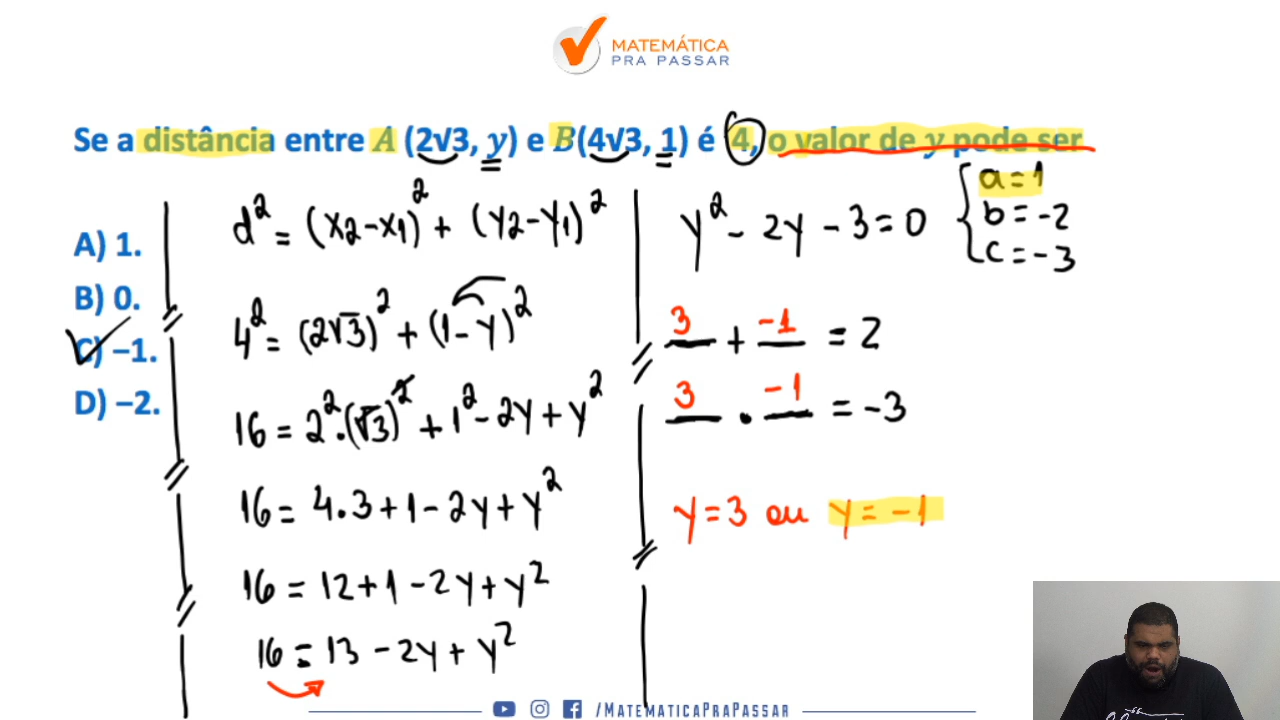 MATEMÁTICA
PRA PASSAR
Se a distância entre A (2√3, y) e B(4√3, 1) é 4, o valor de y pode ser
A) 1.
B) 0.
C) –1.
D) –2.
d² = (x₂-x₁)² + (y₂-y₁)²
4² = (2√3)² + (1-y)²
16 = 2².(√3)² + 1² - 2y + y²
16 = 4.3 + 1 - 2y + y²
16 = 12 + 1 - 2y + y²
16 = 13 - 2y + y²
y² - 2y - 3 = 0
a = 1
b = -2
c = -3
3 + -1 = 2
3 . -1 = -3
y = 3 ou y = -1
/MatematicaPraPassar